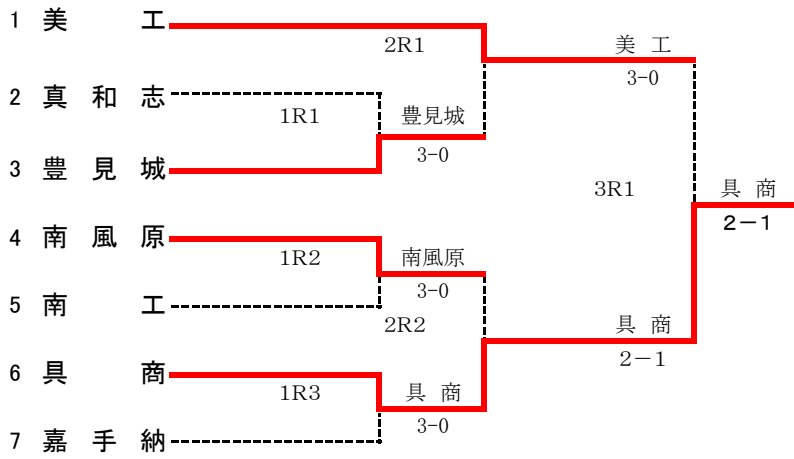 1 美 工
2R1
美 工
3-0
2 真 和 志
1R1
豊見城
3-0
3 豊 見 城
3R1
具 商
2－1
4 南 風 原
1R2
南風原
3-0
5 南 工
2R2
具 商
2－1
6 具 商
1R3
具 商
3-0
7 嘉 手 納